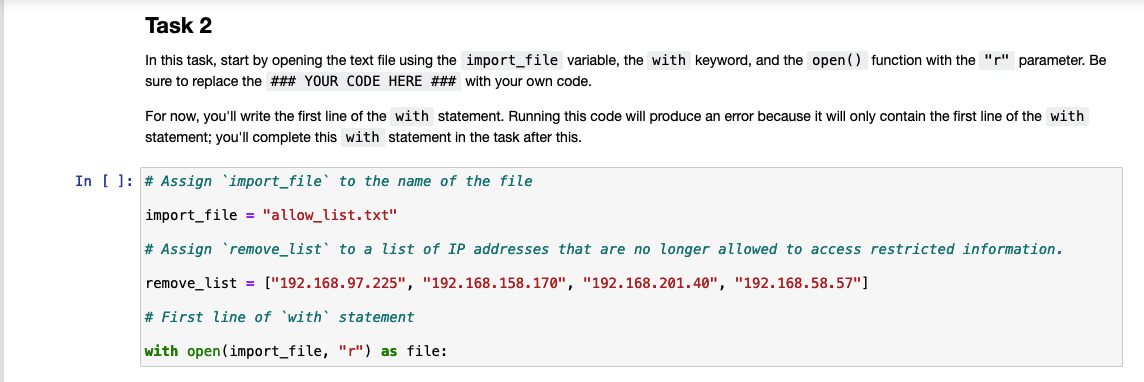 Task 2
In this task, start by opening the text file using the import_file variable, the with keyword, and the open() function with the "r" parameter. Be
sure to replace the ### YOUR CODE HERE ### with your own code.
For now, you'll write the first line of the with statement. Running this code will produce an error because it will only contain the first line of the with
statement; you'll complete this with statement in the task after this.
In [ ]: # Assign `import_file` to the name of the file
import_file = "allow_list.txt"
# Assign `remove_list` to a list of IP addresses that are no longer allowed to access restricted information.
remove_list = ["192.168.97.225", "192.168.158.170", "192.168.201.40", "192.168.58.57"]
# First line of `with` statement
with open(import_file, "r") as file: